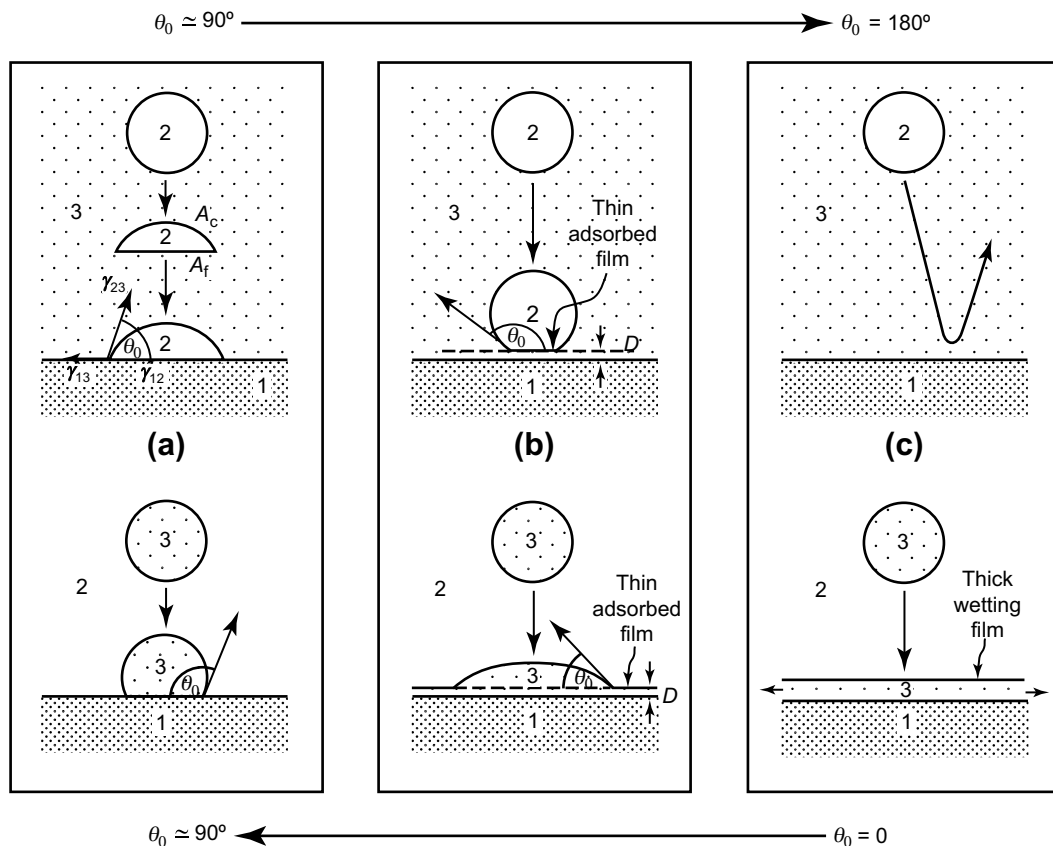 θ₀ ≃ 90º
θ₀ = 180º
2
3
A_c
2
A_f
γ₂₃
θ₀
2
γ₁₃
γ₁₂
1
(a)
3
2
3
θ₀
1
2
3
Thin
adsorbed
film
2
θ₀
D
1
(b)
3
2
Thin
adsorbed
film
3
θ₀
D
1
2
3
1
(c)
3
2
Thick
wetting
film
3
1
θ₀ ≃ 90º
θ₀ = 0